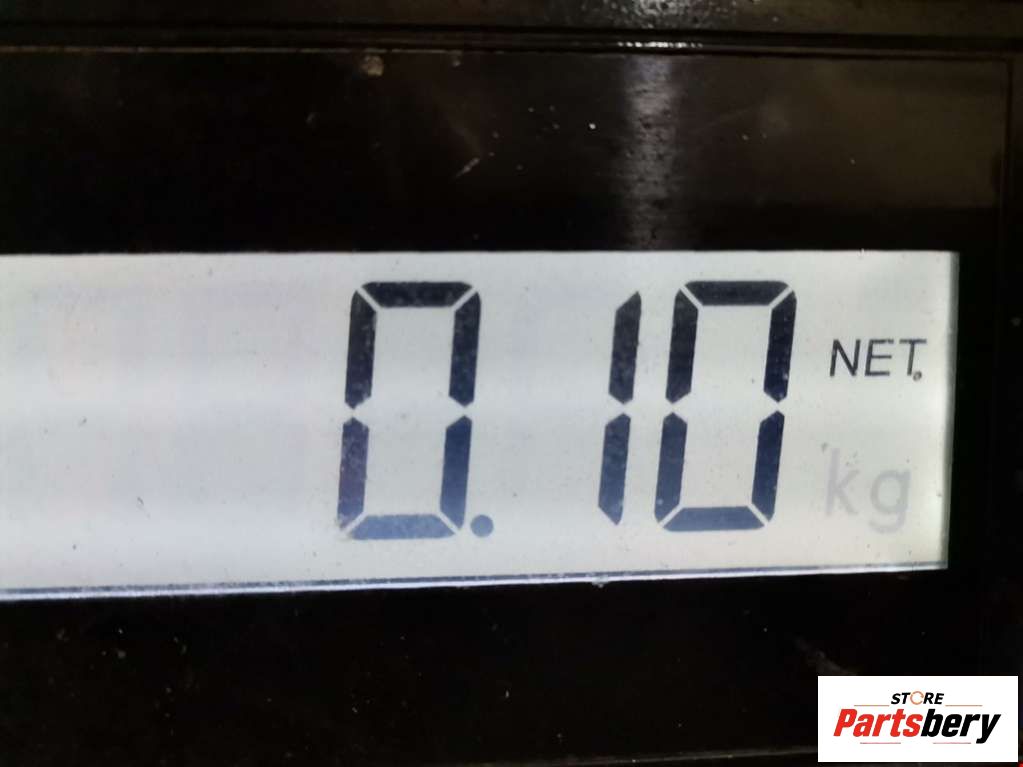 0.10
NET.
kg
STORE
Partsbery